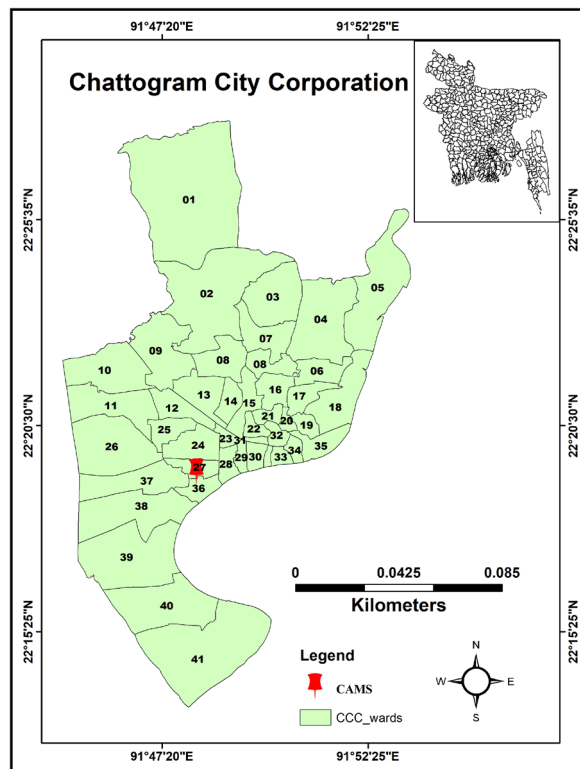 91°47'20"E 91°52'25"E
Chattogram City Corporation
22°25'35"N 22°25'35"N
01
05
02 03
04
07
09
08 08
10 06
13 16
14 15 17
11 12 18
21 20
25 22 19
26 24 23 31 32 35
34
27 28 29 30 33
37 36
38
39
40
41
22°20'30"N 22°20'30"N
0 0.0425 0.085
Kilometers
22°15'25"N 22°15'25"N
Legend
CAMS
CCC_wards
N
W E
S
91°47'20"E 91°52'25"E